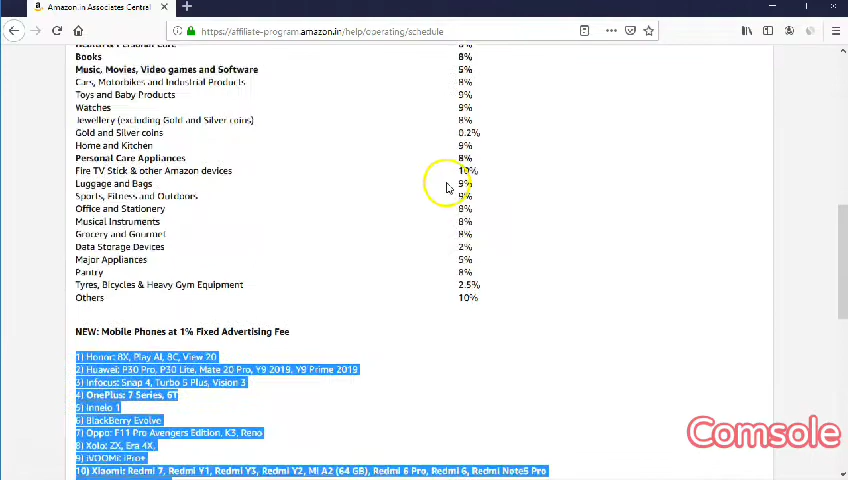 Amazon.in Associates Central
https://affiliate-program.amazon.in/help/operating/schedule
Health & Personal Care 8%
Books 8%
Music, Movies, Video games and Software 5%
Cars, Motorbikes and Industrial Products 8%
Toys and Baby Products 9%
Watches 9%
Jewellery (excluding Gold and Silver coins) 8%
Gold and Silver coins 0.2%
Home and Kitchen 9%
Personal Care Appliances 8%
Fire TV Stick & other Amazon devices 10%
Luggage and Bags 9%
Sports, Fitness and Outdoors 9%
Office and Stationery 8%
Musical Instruments 8%
Grocery and Gourmet 8%
Data Storage Devices 2%
Major Appliances 5%
Pantry 8%
Tyres, Bicycles & Heavy Gym Equipment 2.5%
Others 10%
NEW: Mobile Phones at 1% Fixed Advertising Fee
1) Honor: 8X, Play AI, 8C, View 20
2) Huawei: P30 Pro, P30 Lite, Mate 20 Pro, Y9 2019, Y9 Prime 2019
3) Infocus: Snap 4, Turbo 5 Plus, Vision 3
4) OnePlus: 7 Series, 6T
5) Innelo 1
6) BlackBerry Evolve
7) Oppo: F11 Pro Avengers Edition, K3, Reno
8) Xolo: ZX, Era 4X,
9) iVOOMi: iPro+
10) Xiaomi: Redmi 7, Redmi Y1, Redmi Y3, Redmi Y2, MI A2 (64 GB), Redmi 6 Pro, Redmi 6, Redmi Note5 Pro
Comsole